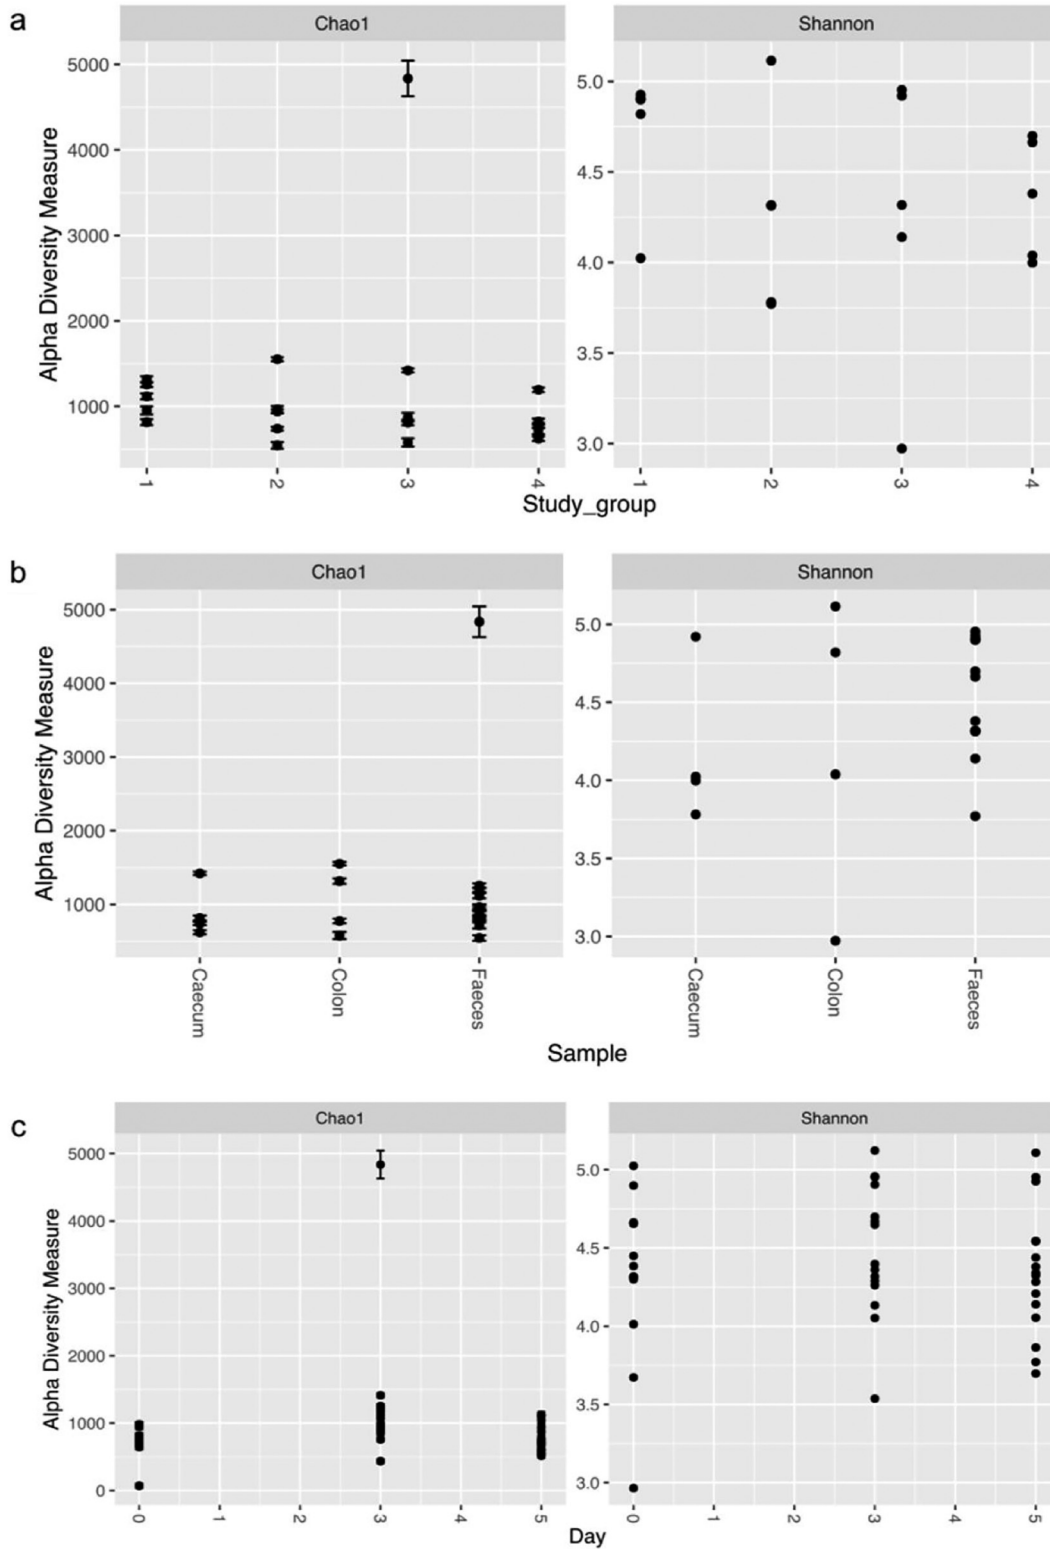 a
Chao1
Shannon
Alpha Diversity Measure
5000
4000
3000
2000
1000
5.0
4.5
4.0
3.5
3.0
1 2 3 4
1 2 3 4
Study_group
b
Chao1
Shannon
Alpha Diversity Measure
5000
4000
3000
2000
1000
5.0
4.5
4.0
3.5
3.0
Caecum Colon Faeces
Caecum Colon Faeces
Sample
c
Chao1
Shannon
Alpha Diversity Measure
5000
4000
3000
2000
1000
0
5.0
4.5
4.0
3.5
3.0
0 1 2 3 4 5
0 1 2 3 4 5
Day